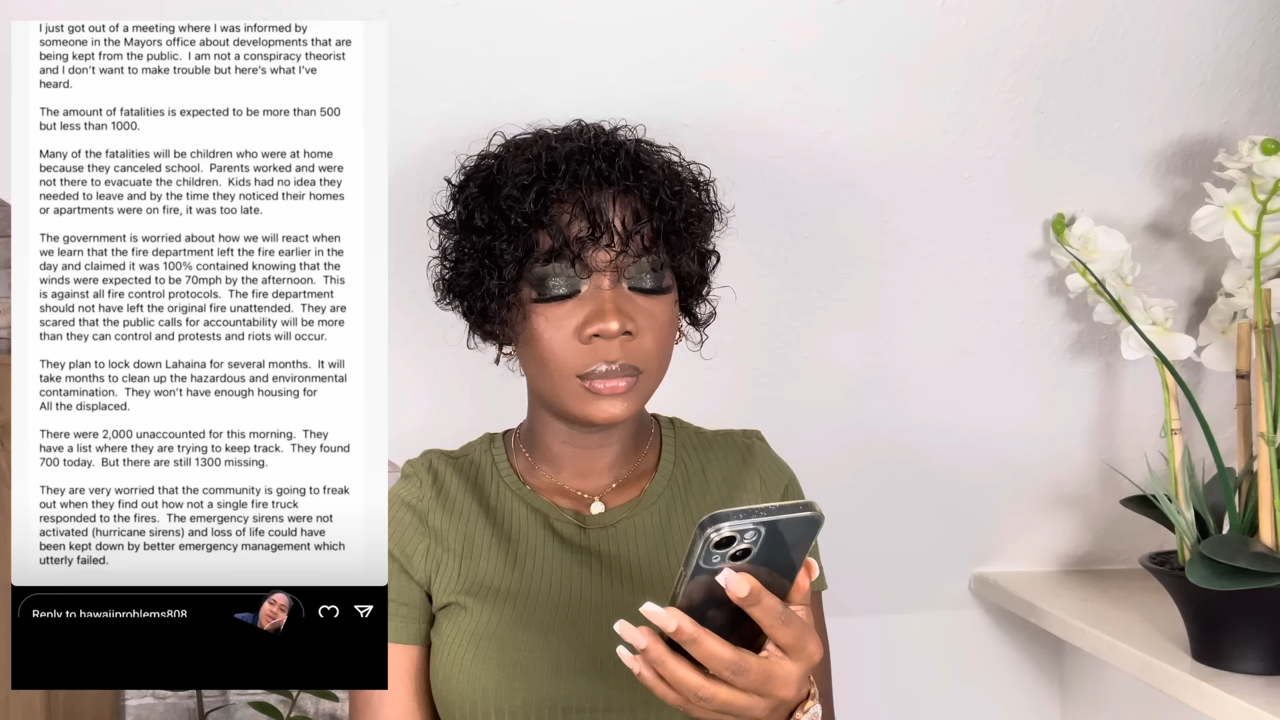 I just got out of a meeting where I was informed by
someone in the Mayors office about developments that are
being kept from the public. I am not a conspiracy theorist
and I don't want to make trouble but here's what I've
heard.
The amount of fatalities is expected to be more than 500
but less than 1000.
Many of the fatalities will be children who were at home
because they canceled school. Parents worked and were
not there to evacuate the children. Kids had no idea they
needed to leave and by the time they noticed their homes
or apartments were on fire, it was too late.
The government is worried about how we will react when
we learn that the fire department left the fire earlier in the
day and claimed it was 100% contained knowing that the
winds were expected to be 70mph by the afternoon. This
is against all fire control protocols. The fire department
should not have left the original fire unattended. They are
scared that the public calls for accountability will be more
than they can control and protests and riots will occur.
They plan to lock down Lahaina for several months. It will
take months to clean up the hazardous and environmental
contamination. They won't have enough housing for
All the displaced.
There were 2,000 unaccounted for this morning. They
have a list where they are trying to keep track. They found
700 today. But there are still 1300 missing.
They are very worried that the community is going to freak
out when they find out how not a single fire truck
responded to the fires. The emergency sirens were not
activated (hurricane sirens) and loss of life could have
been kept down by better emergency management which
utterly failed.
Reply to hawaiiproblems808